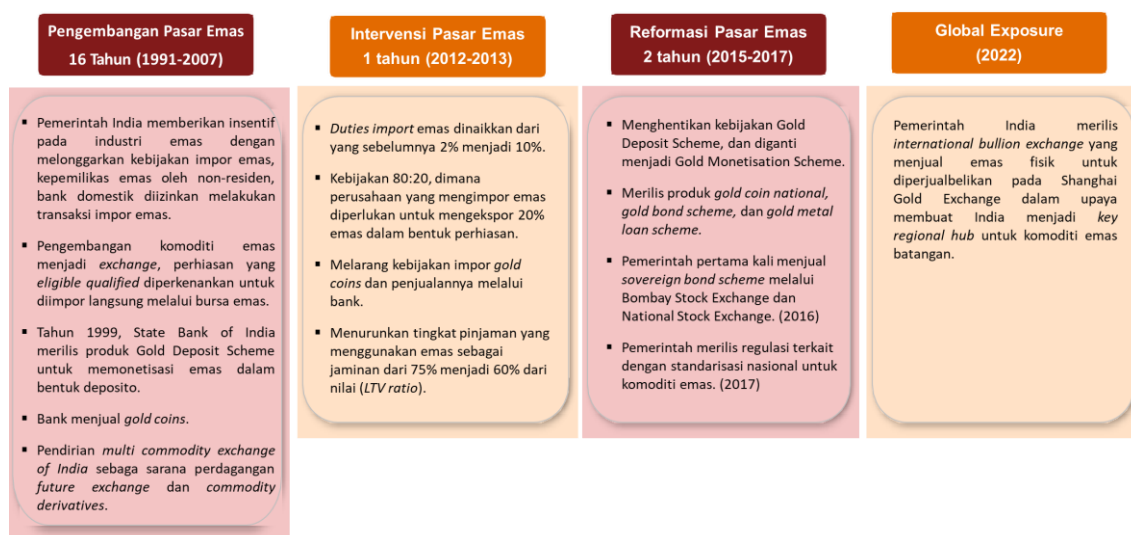 Pengembangan Pasar Emas
16 Tahun (1991-2007)
▪ Pemerintah India memberikan insentif
pada industri emas dengan
melonggarkan kebijakan impor emas,
kepemilikas emas oleh non-residen,
bank domestik diizinkan melakukan
transaksi impor emas.
▪ Pengembangan komoditi emas
menjadi exchange, perhiasan yang
eligible qualified diperkenankan untuk
diimpor langsung melalui bursa emas.
▪ Tahun 1999, State Bank of India
merilis produk Gold Deposit Scheme
untuk memonetisasi emas dalam
bentuk deposito.
▪ Bank menjual gold coins.
▪ Pendirian multi commodity exchange
of India sebaga sarana perdagangan
future exchange dan commodity
derivatives.
Intervensi Pasar Emas
1 tahun (2012-2013)
▪ Duties import emas dinaikkan dari
yang sebelumnya 2% menjadi 10%.
▪ Kebijakan 80:20, dimana
perusahaan yang mengimpor emas
diperlukan untuk mengekspor 20%
emas dalam bentuk perhiasan.
▪ Melarang kebijakan impor gold
coins dan penjualannya melalui
bank.
▪ Menurunkan tingkat pinjaman yang
menggunakan emas sebagai
jaminan dari 75% menjadi 60% dari
nilai (LTV ratio).
Reformasi Pasar Emas
2 tahun (2015-2017)
▪ Menghentikan kebijakan Gold
Deposit Scheme, dan diganti
menjadi Gold Monetisation Scheme.
▪ Merilis produk gold coin national,
gold bond scheme, dan gold metal
loan scheme.
▪ Pemerintah pertama kali menjual
sovereign bond scheme melalui
Bombay Stock Exchange dan
National Stock Exchange. (2016)
▪ Pemerintah merilis regulasi terkait
dengan standarisasi nasional untuk
komoditi emas. (2017)
Global Exposure
(2022)
Pemerintah India merilis
international bullion exchange yang
menjual emas fisik untuk
diperjualbelikan pada Shanghai
Gold Exchange dalam upaya
membuat India menjadi key
regional hub untuk komoditi emas
batangan.